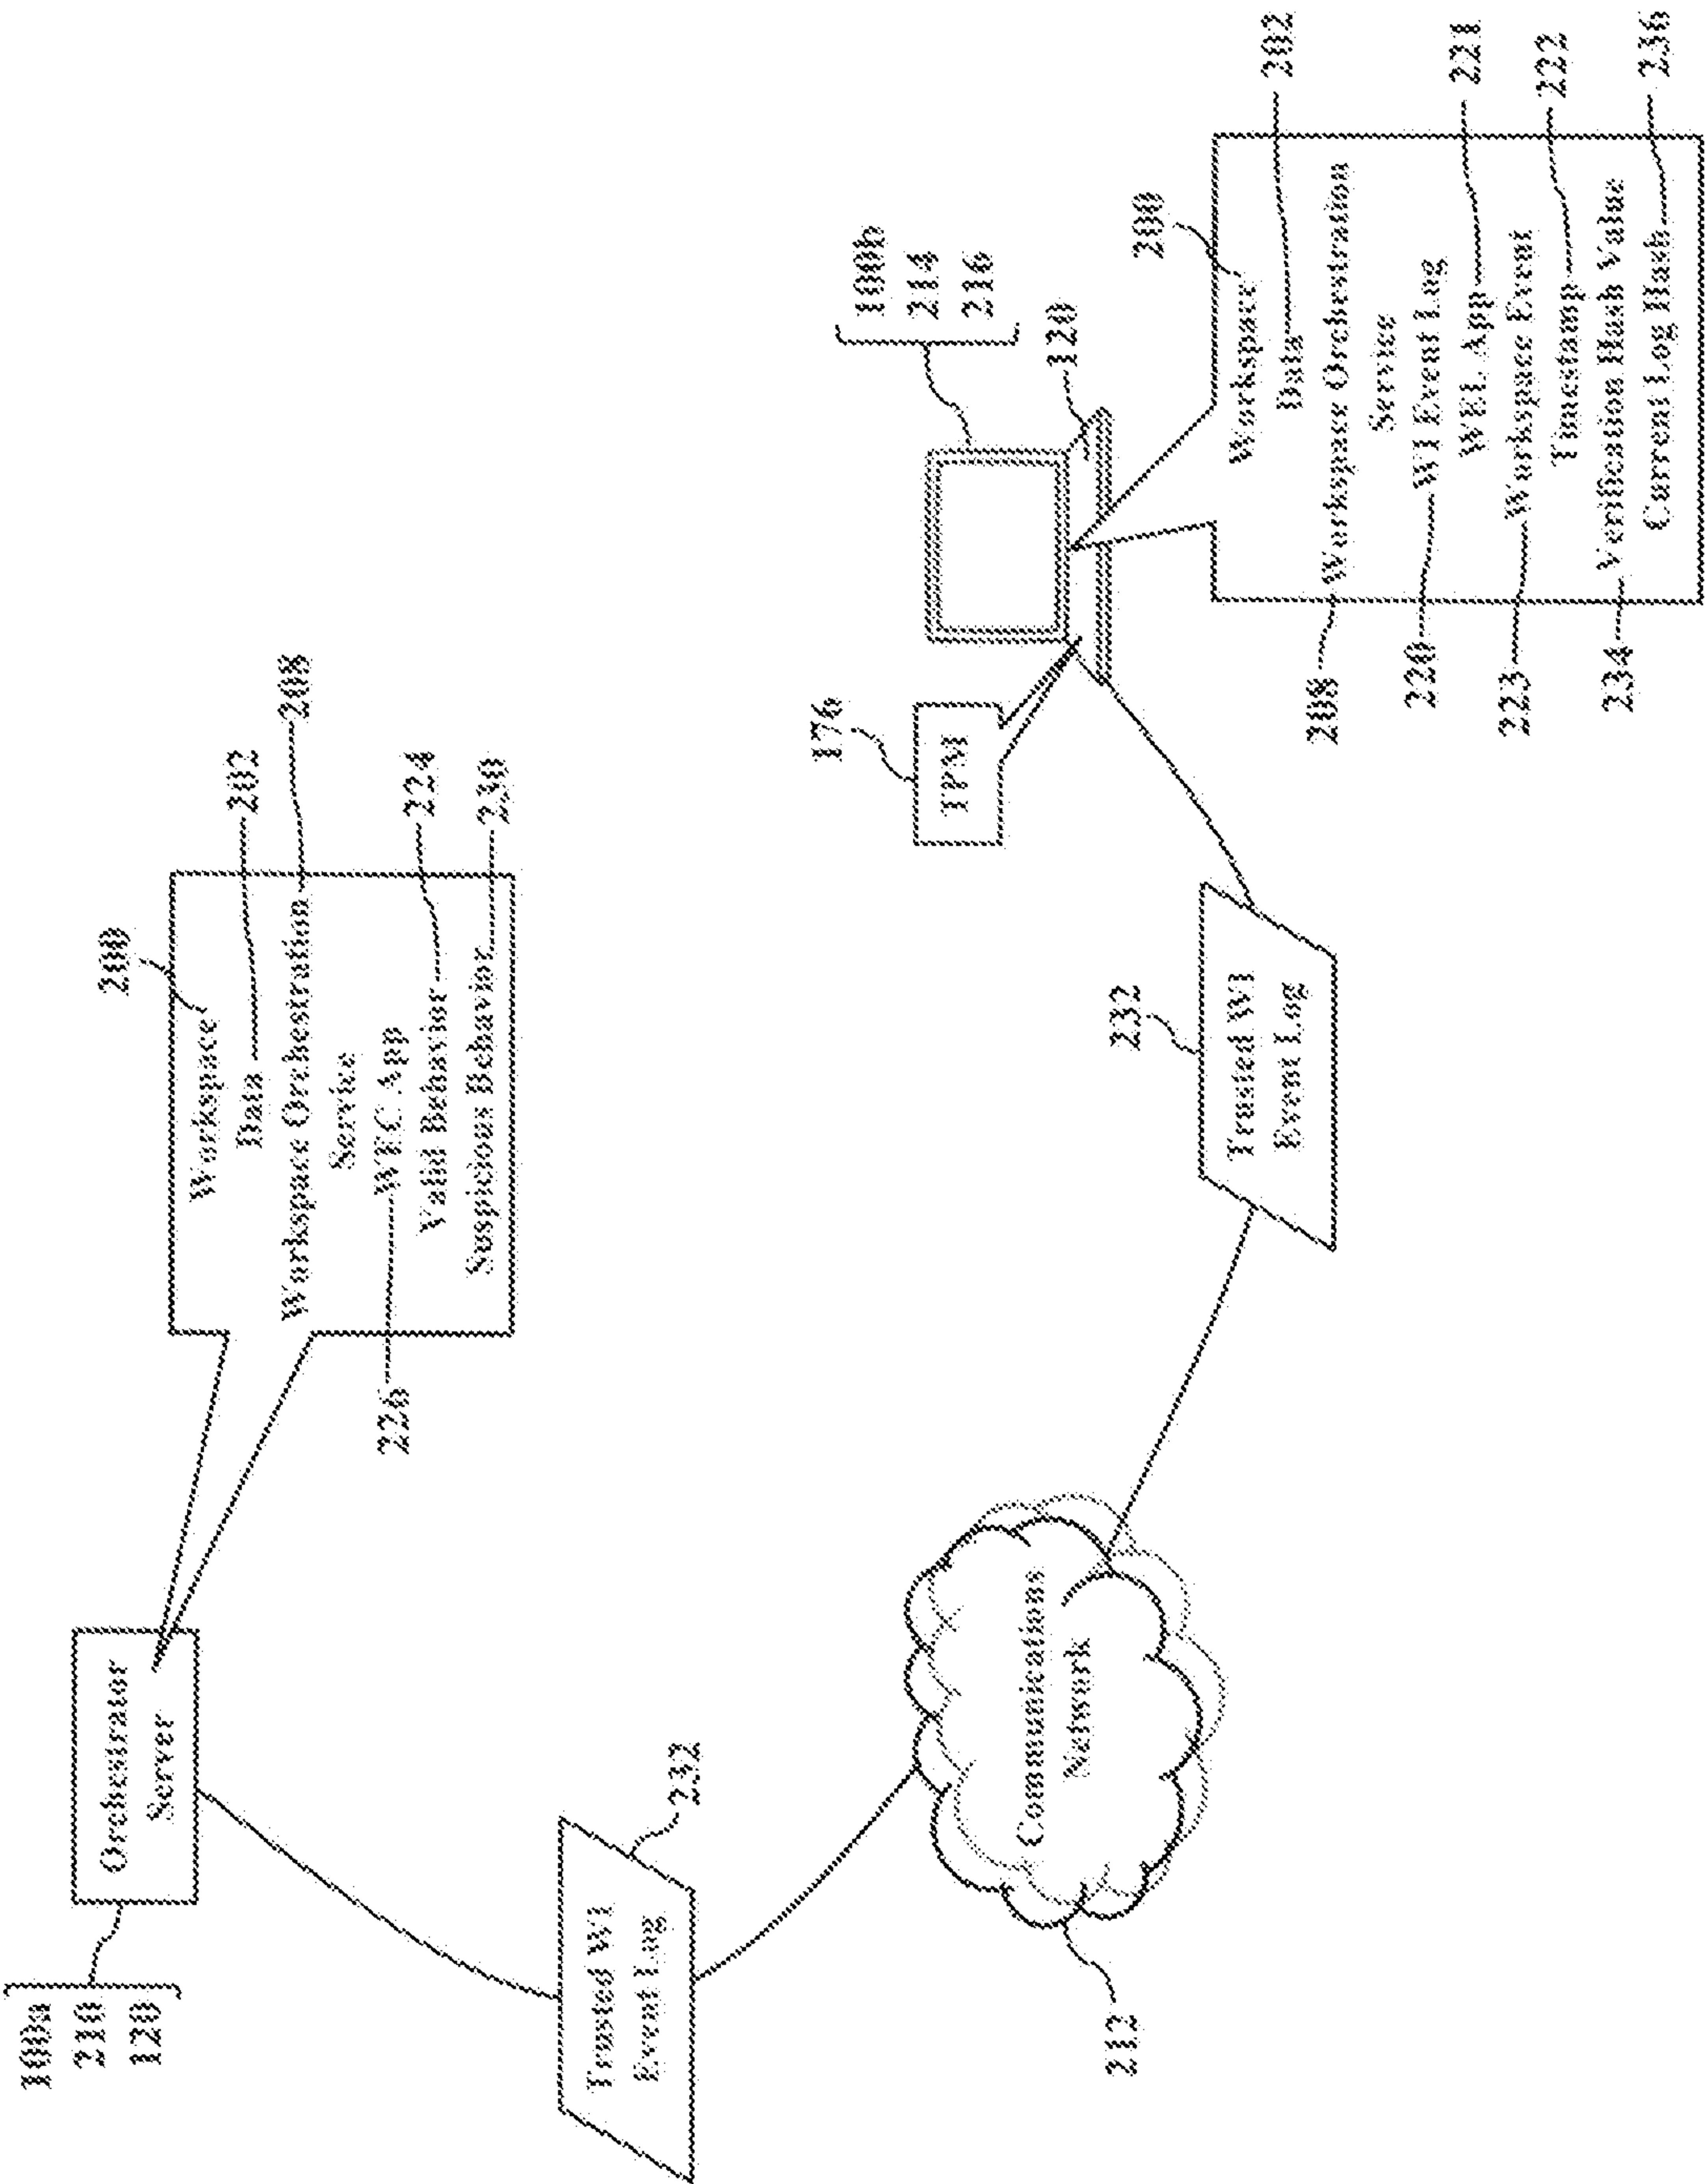 100a
210
120
Orchestrator
Server
200
Workspace
Data 202
Workspace Orchestration 208
Service
226 WEC App
Valid Behavior 224
Suspicious Behavior 230
Trusted WI
Event Log
232
Communications
Network
212
232
Trusted WI
Event Log
176
TPM
100b
214
216
120
200
Workspace
Data 202
208 Workspace Orchestration
Service
220 WI Event Log
WEL App 221
223 Workspace Event
Timestamp 222
234 Verification Hash Value
Current Log Hash 236